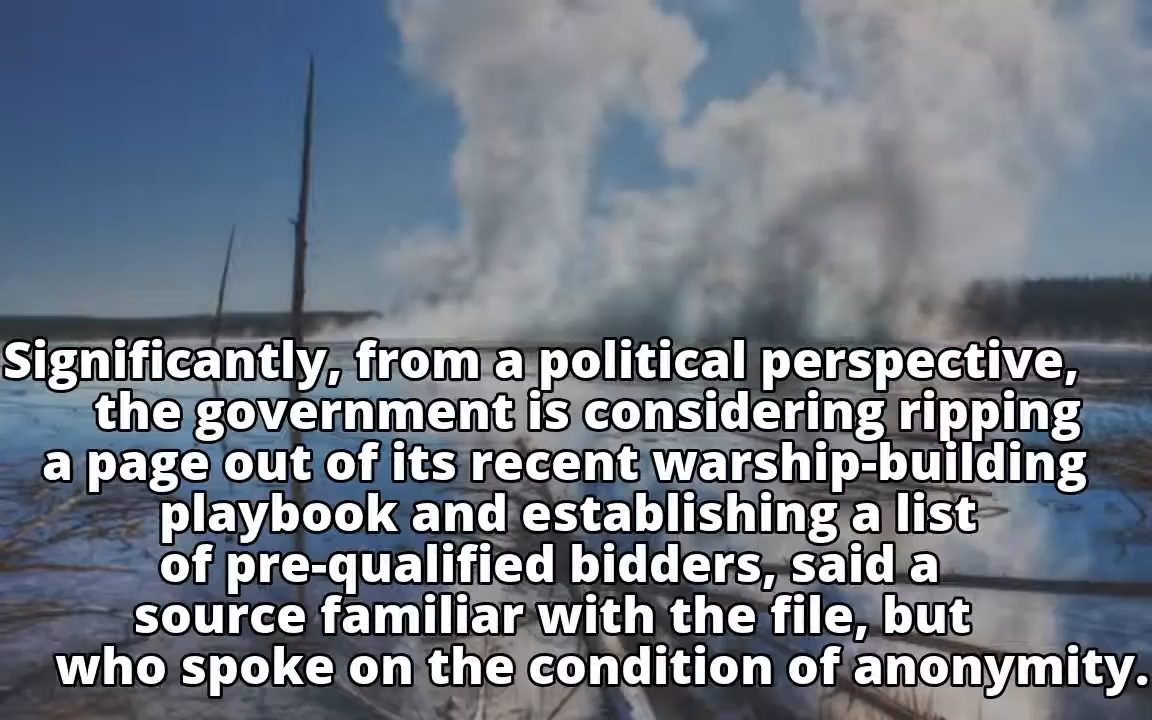 Significantly, from a political perspective,
the government is considering ripping
a page out of its recent warship-building
playbook and establishing a list
of pre-qualified bidders, said a
source familiar with the file, but
who spoke on the condition of anonymity.